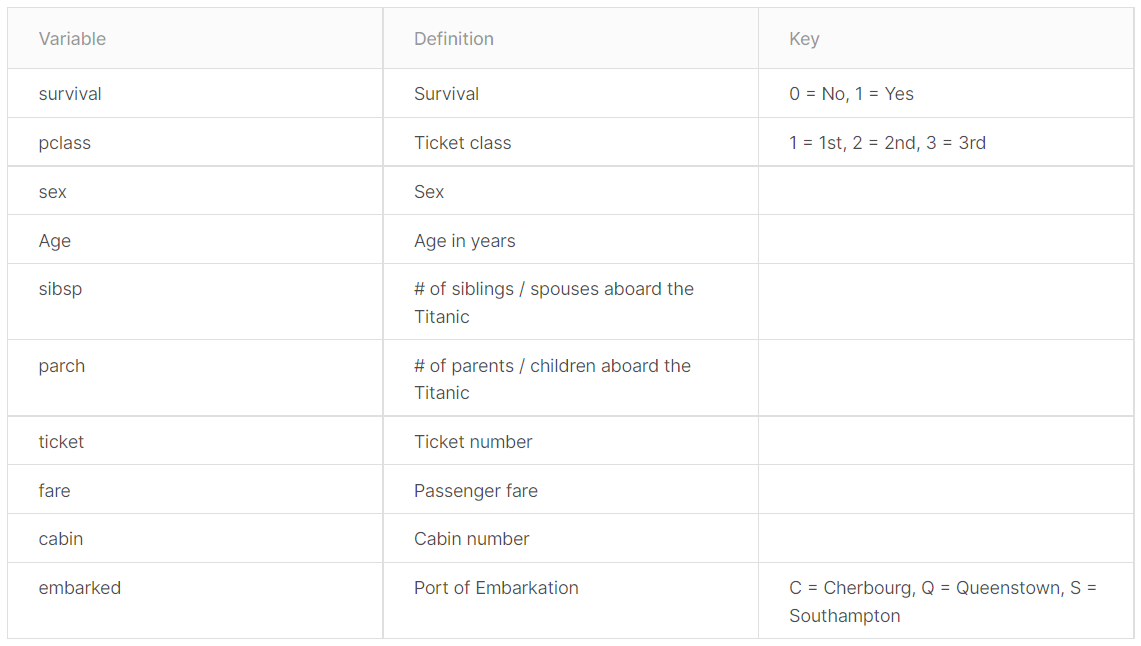 Variable Definition Key
survival Survival 0 = No, 1 = Yes
pclass Ticket class 1 = 1st, 2 = 2nd, 3 = 3rd
sex Sex
Age Age in years
sibsp # of siblings / spouses aboard the
Titanic
parch # of parents / children aboard the
Titanic
ticket Ticket number
fare Passenger fare
cabin Cabin number
embarked Port of Embarkation C = Cherbourg, Q = Queenstown, S =
Southampton